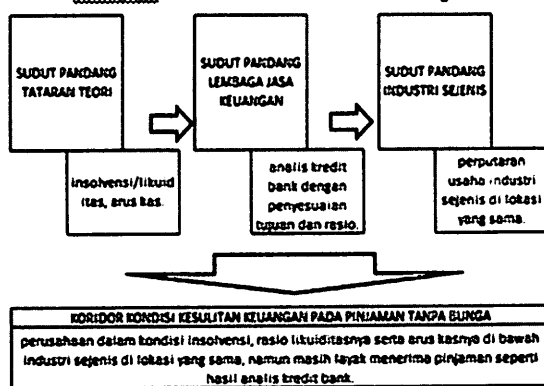 SUDUT PANDANG
TATARAN TEORI
insolvensi/likuid
itas, arus kas.
SUDUT PANDANG
LEMBAGA JASA
KEUANGAN
analis kredit
bank dengan
penyesuaian
tujuan dan rasio.
SUDUT PANDANG
INDUSTRI SEJENIS
perputaran
usaha industri
sejenis di lokasi
yang sama.
KORIDOR KONDISI KESULITAN KEUANGAN PADA PINJAMAN TANPA BUNGA
perusahaan dalam kondisi insolvensi, rasio likuiditasnya serta arus kasnya di bawah
industri sejenis di lokasi yang sama, namun masih layak menerima pinjaman seperti
hasil analis kredit bank.